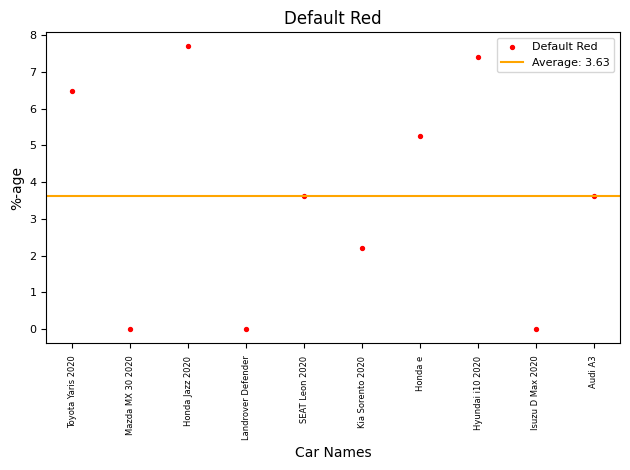 Default Red
Default Red
Average: 3.63
%-age
8
7
6
5
4
3
2
1
0
Toyota Yaris 2020
Mazda MX 30 2020
Honda Jazz 2020
Landrover Defender
SEAT Leon 2020
Kia Sorento 2020
Honda e
Hyundai i10 2020
Isuzu D Max 2020
Audi A3
Car Names